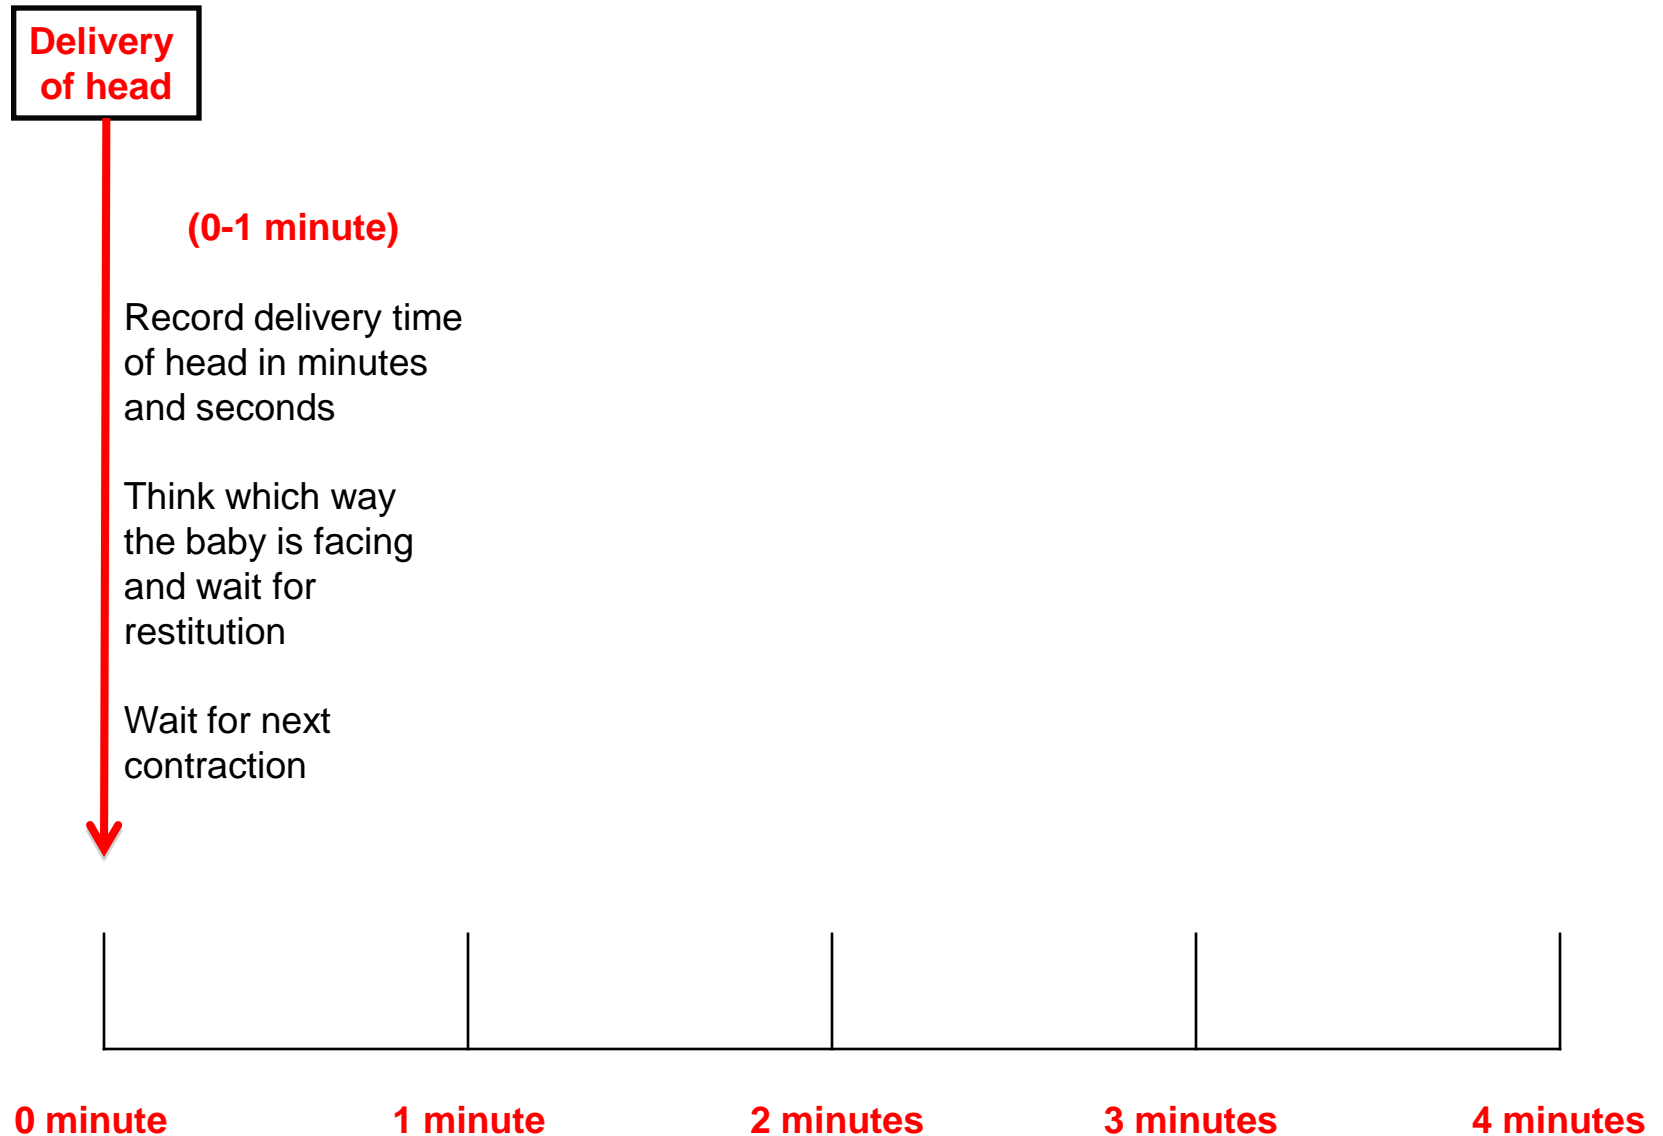 Delivery
of head
(0-1 minute)
Record delivery time
of head in minutes
and seconds
Think which way
the baby is facing
and wait for
restitution
Wait for next
contraction
0 minute
1 minute
2 minutes
3 minutes
4 minutes